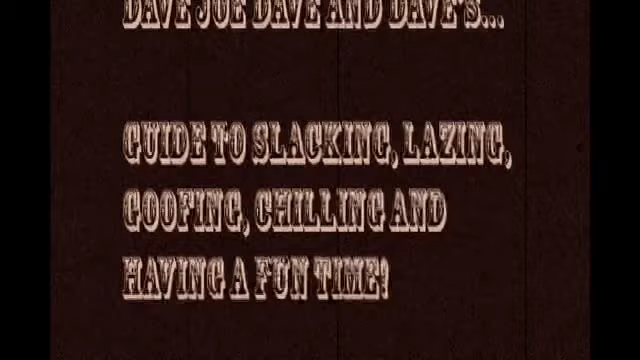 DAVE JOE DAVE AND DAVE'S...
GUIDE TO SLACKING, LAZING,
GOOFING, CHILLING AND
HAVING A FUN TIME!